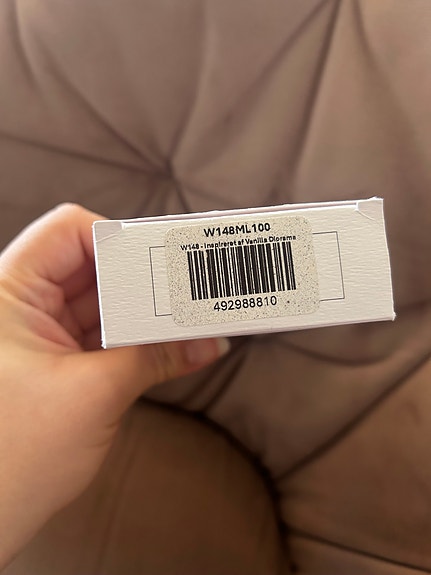 W148ML100
W148 - Inspireret af Vanilla Diorama
492988810